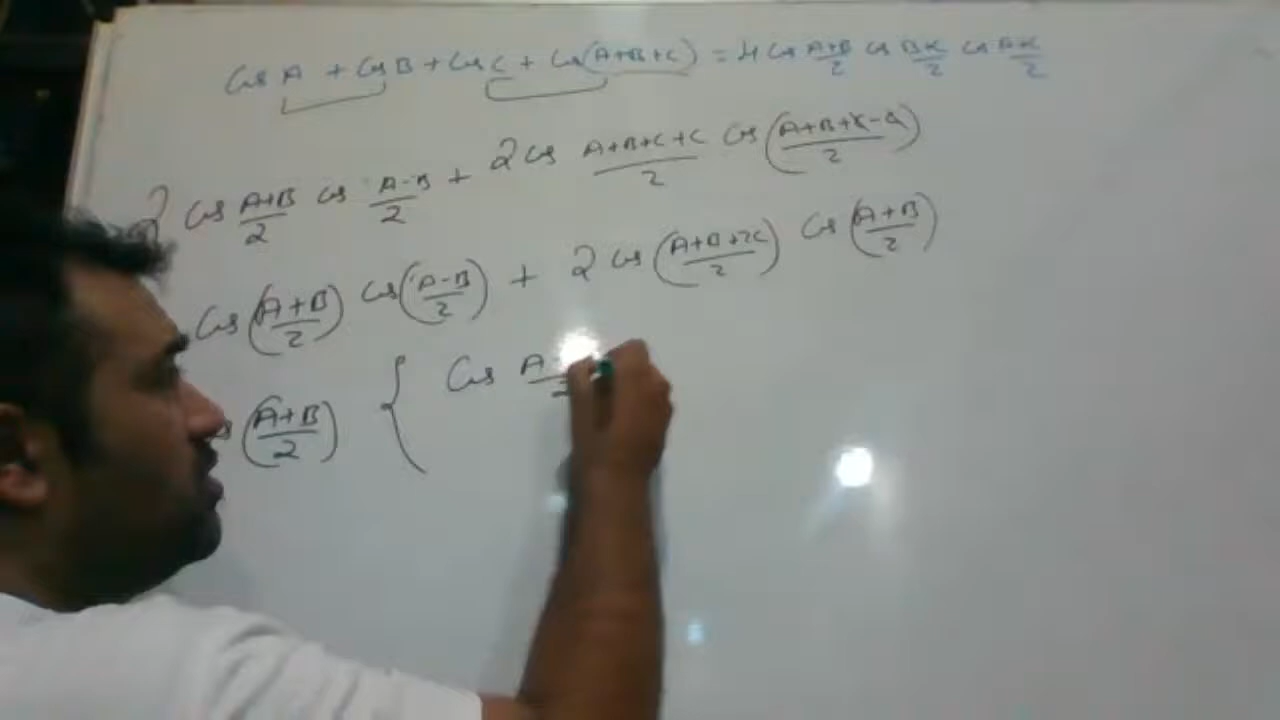 Cos A + Cos B + Cos C + Cos(A+B+C) = 4 Cos A+B/2 Cos B+C/2 Cos A+C/2
2 Cos A+B/2 Cos A-B/2 + 2 Cos A+B+C+C/2 Cos(A+B+C-C/2)
Cos(A+B/2) Cos(A-B/2) + 2 Cos(A+B+2C/2) Cos(A+B/2)
(A+B/2) { Cos A